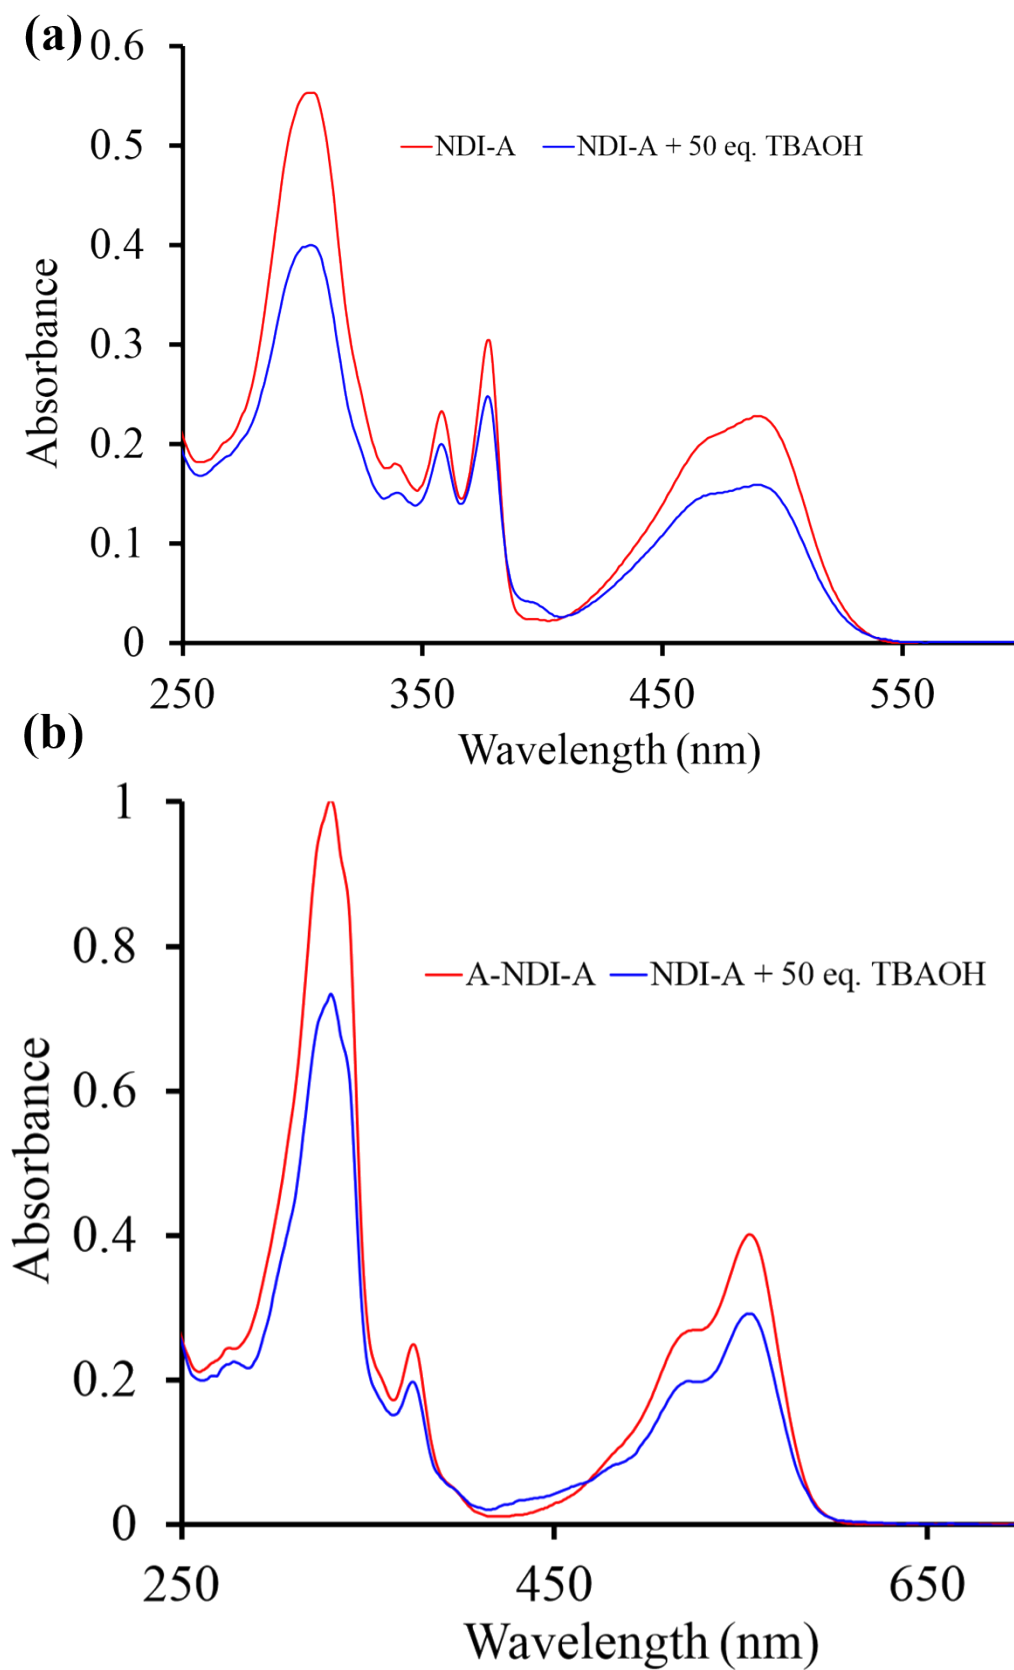 (a)
0.6
0.5
NDI-A NDI-A + 50 eq. TBAOH
0.4
0.3
0.2
0.1
0
Absorbance
250 350 450 550
Wavelength (nm)
(b)
1
0.8
A-NDI-A NDI-A + 50 eq. TBAOH
0.6
0.4
0.2
0
Absorbance
250 450 650
Wavelength (nm)